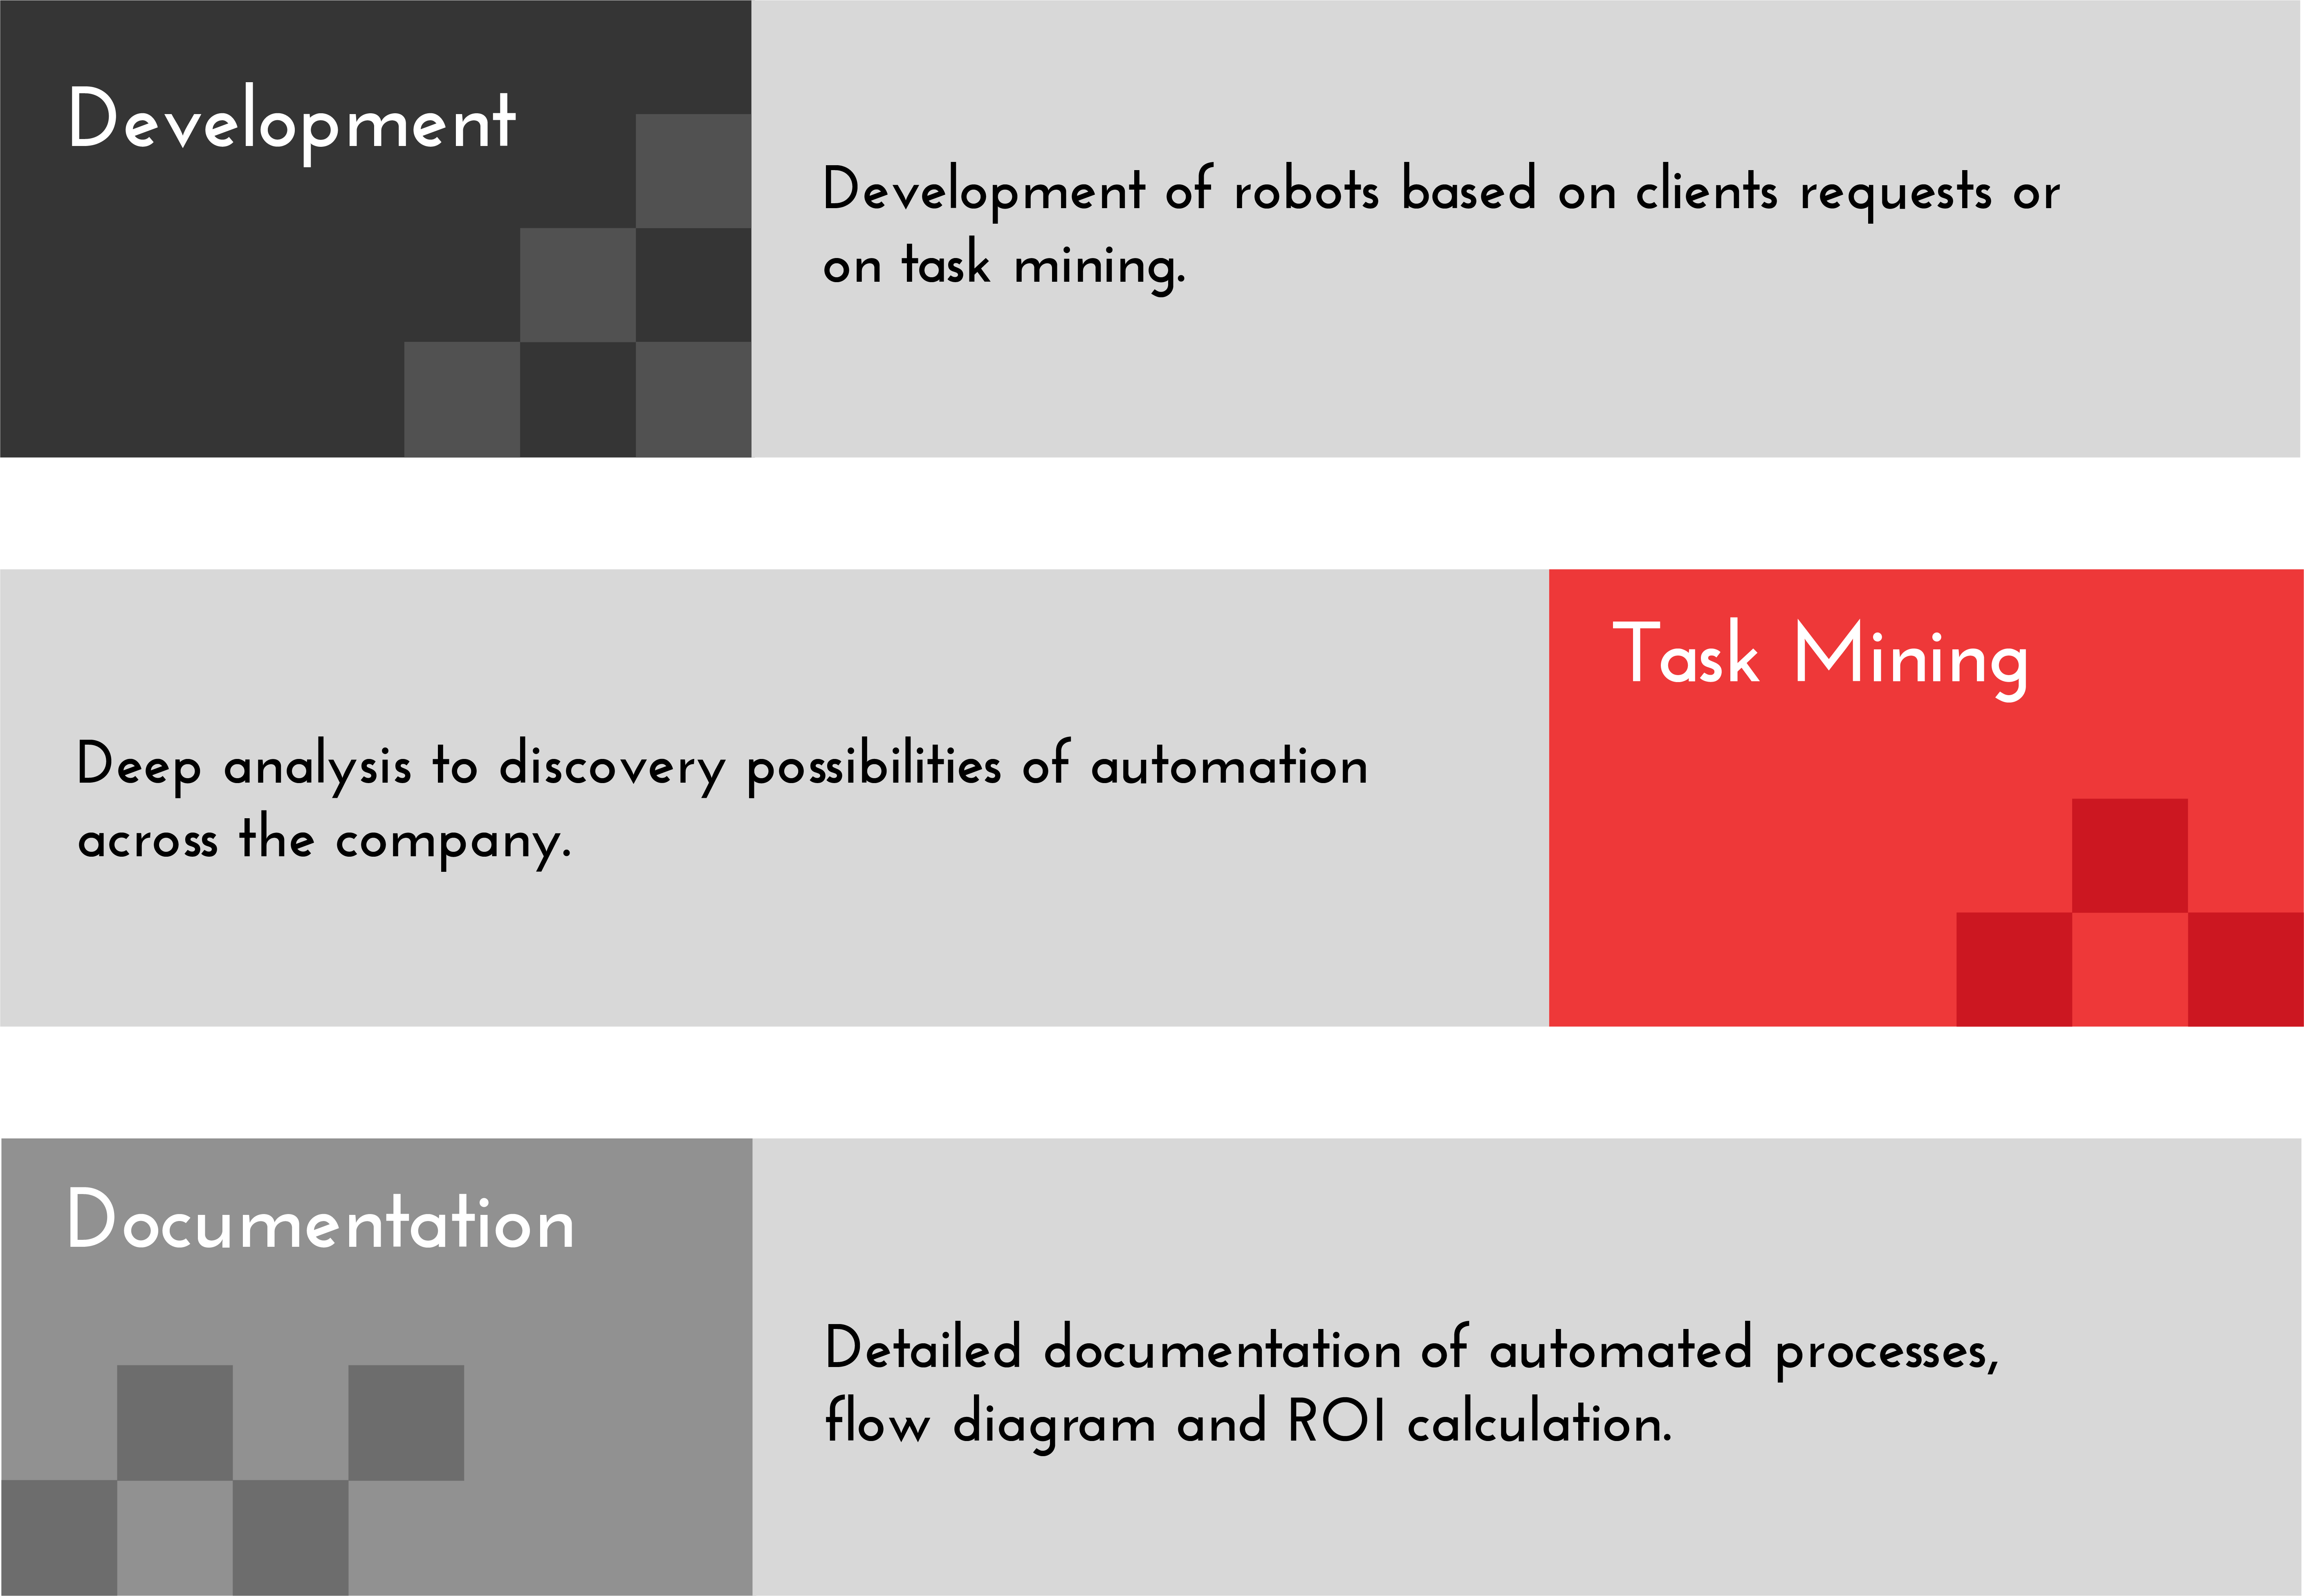 Development
Development of robots based on clients requests or
on task mining.
Task Mining
Deep analysis to discovery possibilities of automation
across the company.
Documentation
Detailed documentation of automated processes,
flow diagram and ROI calculation.